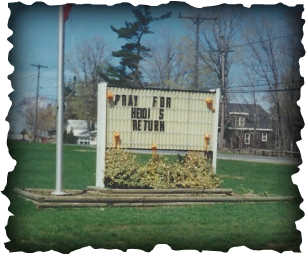 PRAY FOR
HEIDI S
RETURN